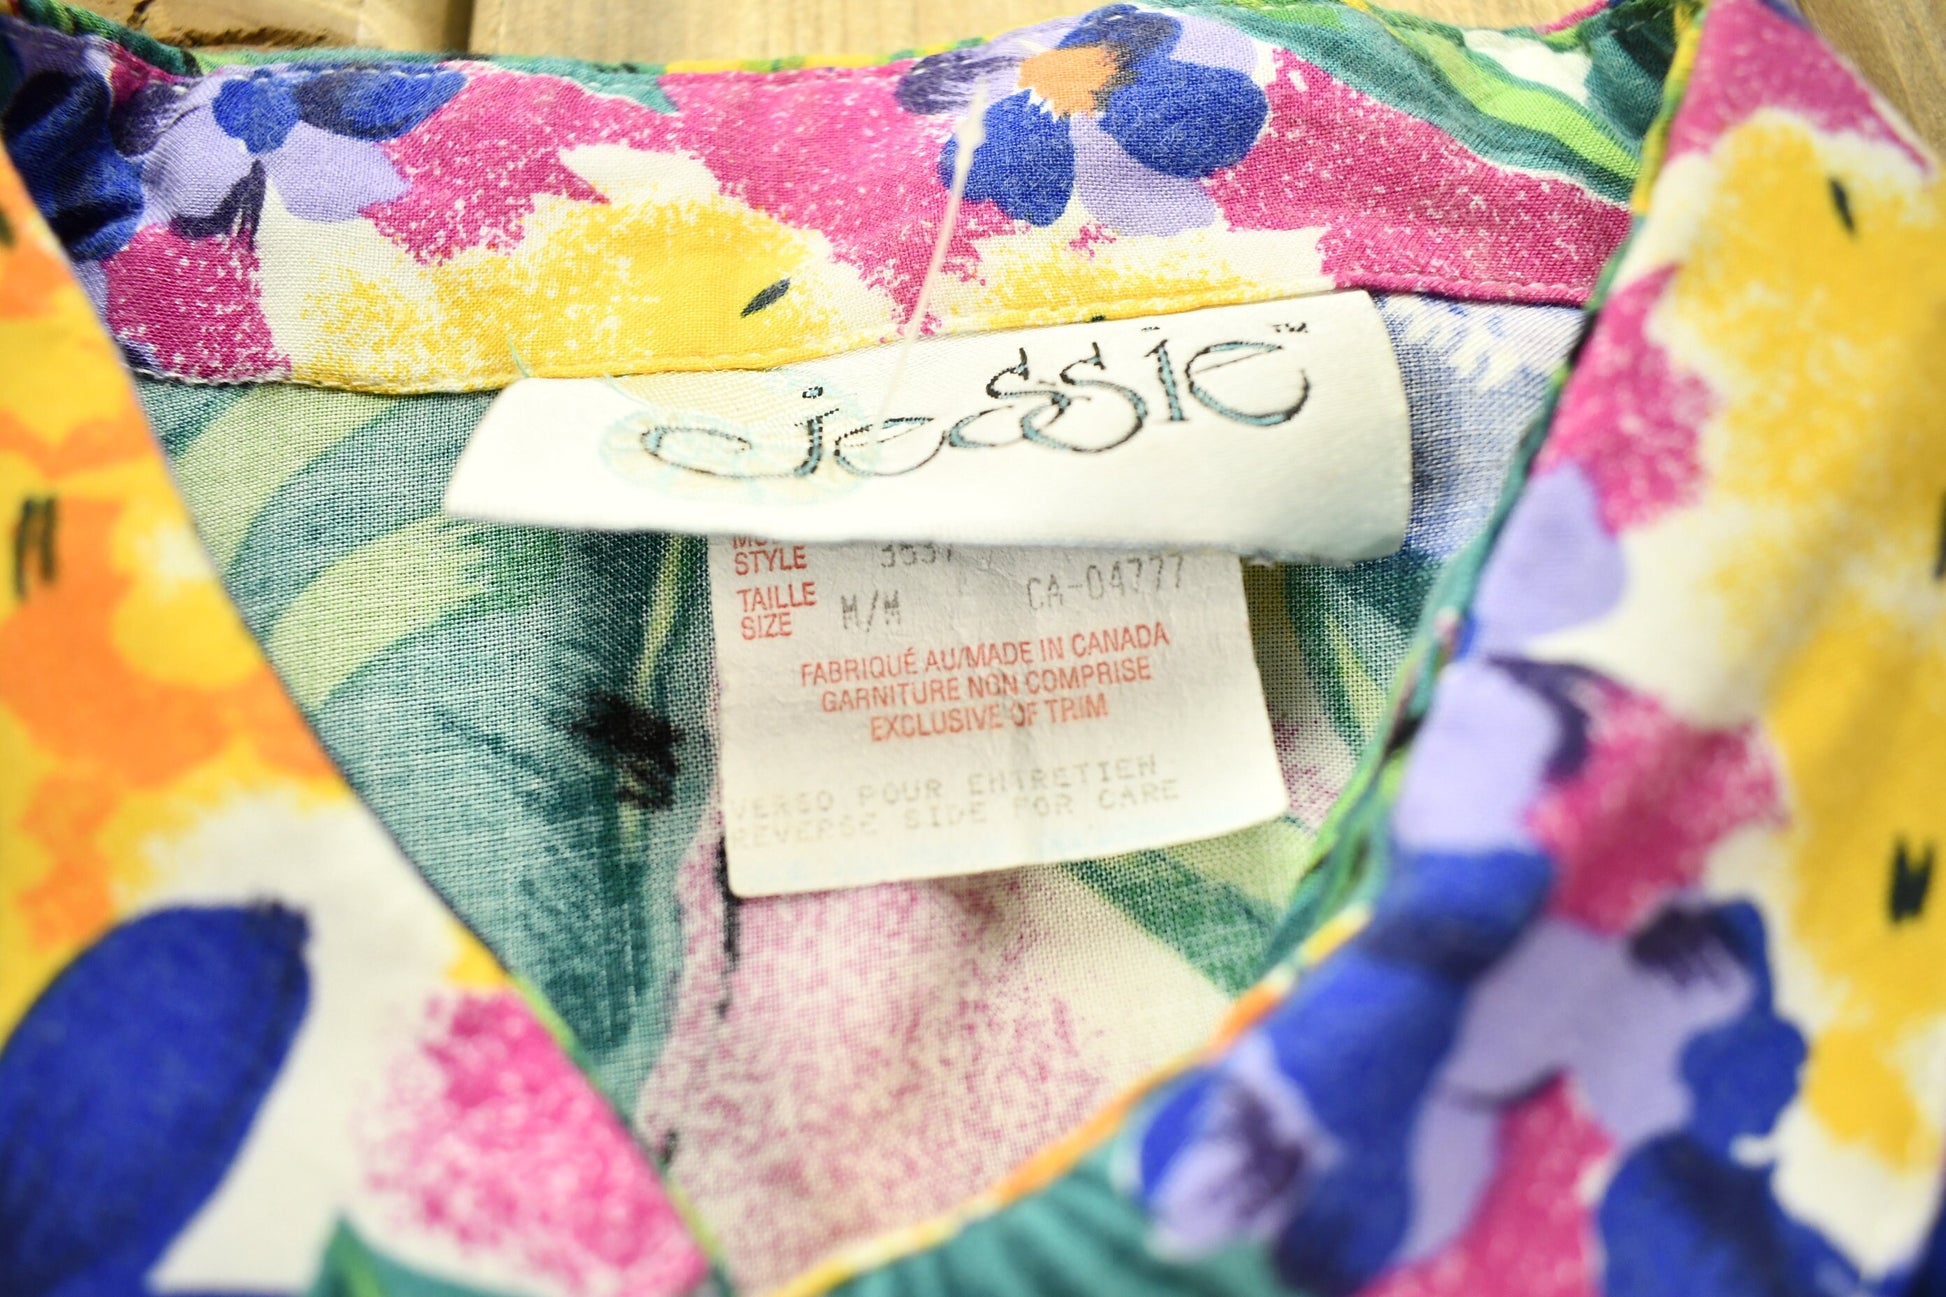 jessie™
STYLE
TAILLE
SIZE M/M CA-04777
FABRIQUÉ AU/MADE IN CANADA
GARNITURE NON COMPRISE
EXCLUSIVE OF TRIM
VERSO POUR ENTRETIEN
REVERSE SIDE FOR CARE